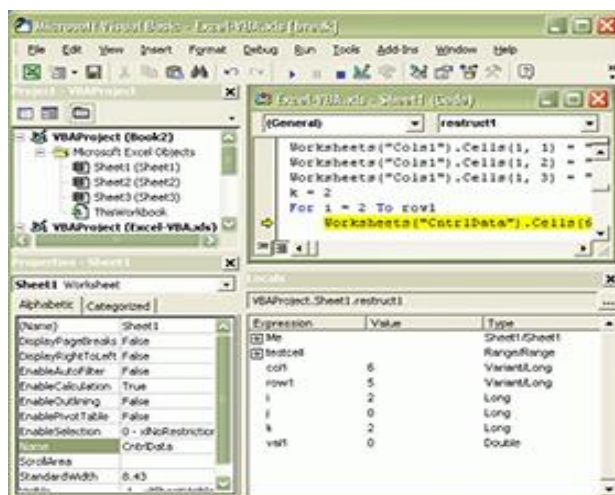 Microsoft Visual Basic - Excel-VBA.xls [break]
File Edit View Insert Format Debug Run Tools Add-Ins Window Help
Project - VBAProject
VBAProject (Book2)
Microsoft Excel Objects
Sheet1 (Sheet1)
Sheet2 (Sheet2)
Sheet3 (Sheet3)
ThisWorkbook
VBAProject (Excel-VBA.xls)
Excel-VBA.xls - Sheet1 (Code)
(General) restruct1
Worksheets("Cols1").Cells(1, 1) = "
Worksheets("Cols1").Cells(1, 2) = "
Worksheets("Cols1").Cells(1, 3) = "
k = 2
For i = 2 To row1
Worksheets("CntrlData").Cells(6
Properties - Sheet1
Sheet1 Worksheet
Alphabetic Categorized
(Name) Sheet1
DisplayPageBreaks False
DisplayRightToLeft False
EnableAutoFilter False
EnableCalculation True
EnableOutlining False
EnablePivotTable False
EnableSelection 0 - xlNoRestriction
Name CntrlData
ScrollArea
StandardWidth 8.43
Locals
VBAProject.Sheet1.restruct1 ...
Expression Value Type
Me Sheet1/Sheet1
testcell Range/Range
col1 6 Variant/Long
row1 5 Variant/Long
i 2 Long
j 0 Long
k 2 Long
val1 0 Double